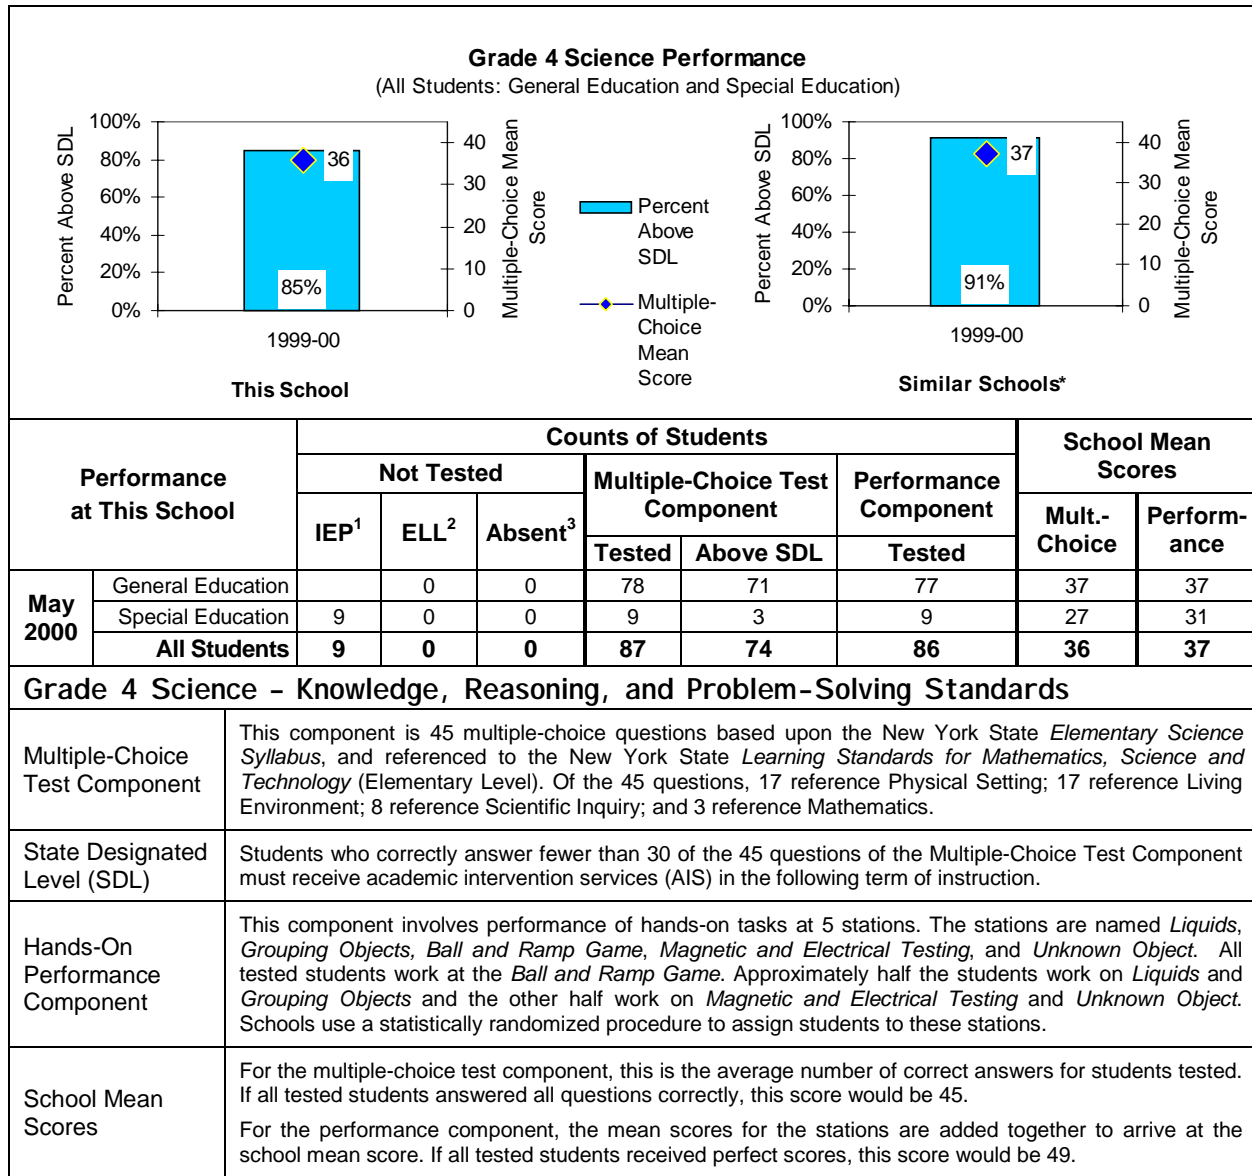 Grade 4 Science Performance
(All Students: General Education and Special Education)
Percent Above SDL
100%
80%
60%
40%
20%
0%
36
85%
40
30
20
10
0
Multiple-Choice Mean
Score
1999-00
This School
Percent
Above
SDL
Multiple-
Choice
Mean
Score
Percent Above SDL
100%
80%
60%
40%
20%
0%
37
91%
40
30
20
10
0
Multiple-Choice Mean
Score
1999-00
Similar Schools*
Performance
at This School
Counts of Students
School Mean
Scores
Not Tested
Multiple-Choice Test
Component
Performance
Component
IEP1 ELL2 Absent3
Tested Above SDL Tested
Mult.-
Choice
Perform-
ance
May
2000
General Education 0 0 78 71 77 37 37
Special Education 9 0 0 9 3 9 27 31
All Students 9 0 0 87 74 86 36 37
Grade 4 Science – Knowledge, Reasoning, and Problem-Solving Standards
Multiple-Choice
Test Component
This component is 45 multiple-choice questions based upon the New York State Elementary Science
Syllabus, and referenced to the New York State Learning Standards for Mathematics, Science and
Technology (Elementary Level). Of the 45 questions, 17 reference Physical Setting; 17 reference Living
Environment; 8 reference Scientific Inquiry; and 3 reference Mathematics.
State Designated
Level (SDL)
Students who correctly answer fewer than 30 of the 45 questions of the Multiple-Choice Test Component
must receive academic intervention services (AIS) in the following term of instruction.
Hands-On
Performance
Component
This component involves performance of hands-on tasks at 5 stations. The stations are named Liquids,
Grouping Objects, Ball and Ramp Game, Magnetic and Electrical Testing, and Unknown Object. All
tested students work at the Ball and Ramp Game. Approximately half the students work on Liquids and
Grouping Objects and the other half work on Magnetic and Electrical Testing and Unknown Object.
Schools use a statistically randomized procedure to assign students to these stations.
School Mean
Scores
For the multiple-choice test component, this is the average number of correct answers for students tested.
If all tested students answered all questions correctly, this score would be 45.
For the performance component, the mean scores for the stations are added together to arrive at the
school mean score. If all tested students received perfect scores, this score would be 49.